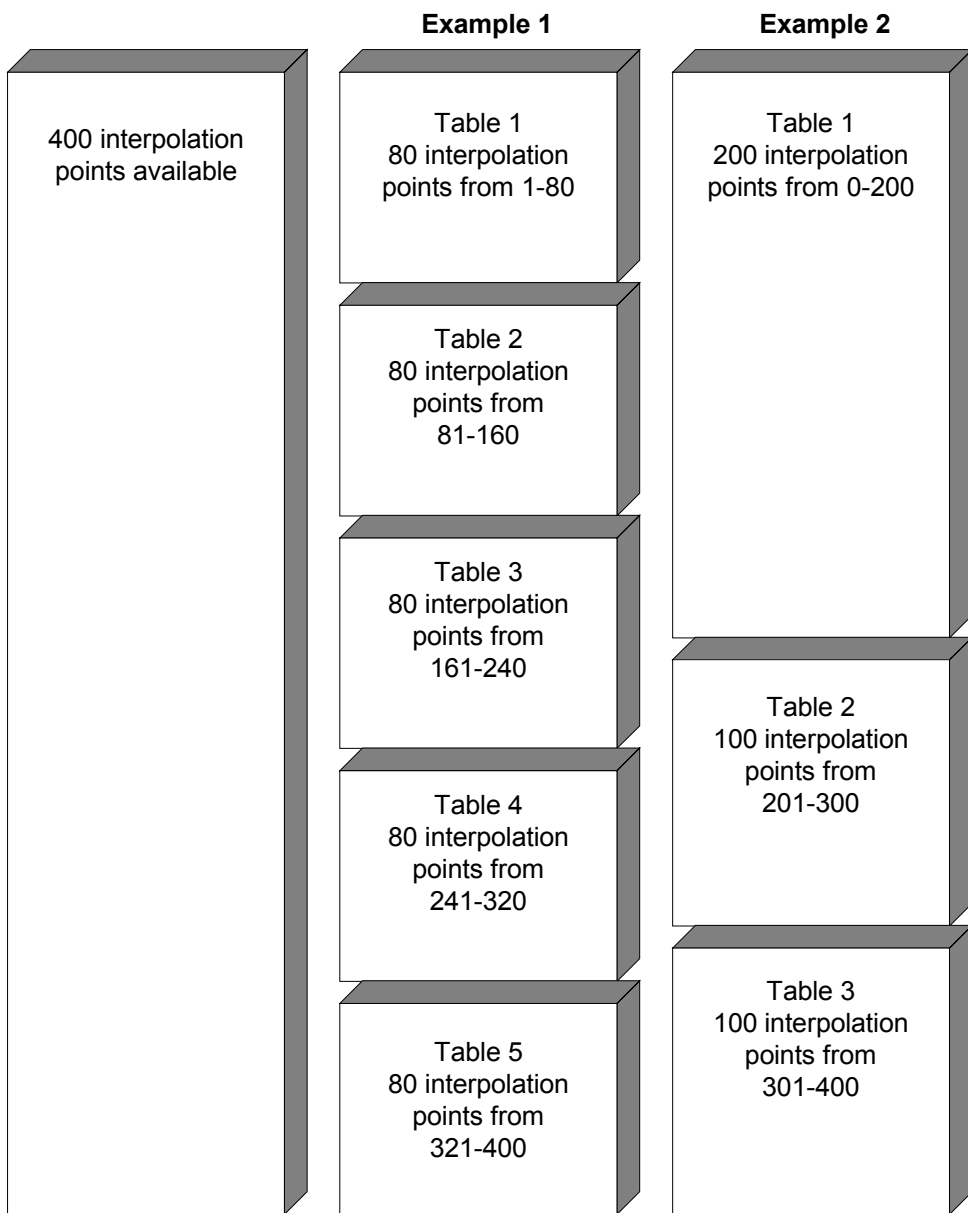 Example 1
Example 2
400 interpolation
points available
Table 1
80 interpolation
points from 1-80
Table 2
80 interpolation
points from
81-160
Table 3
80 interpolation
points from
161-240
Table 4
80 interpolation
points from
241-320
Table 5
80 interpolation
points from
321-400
Table 1
200 interpolation
points from 0-200
Table 2
100 interpolation
points from
201-300
Table 3
100 interpolation
points from
301-400